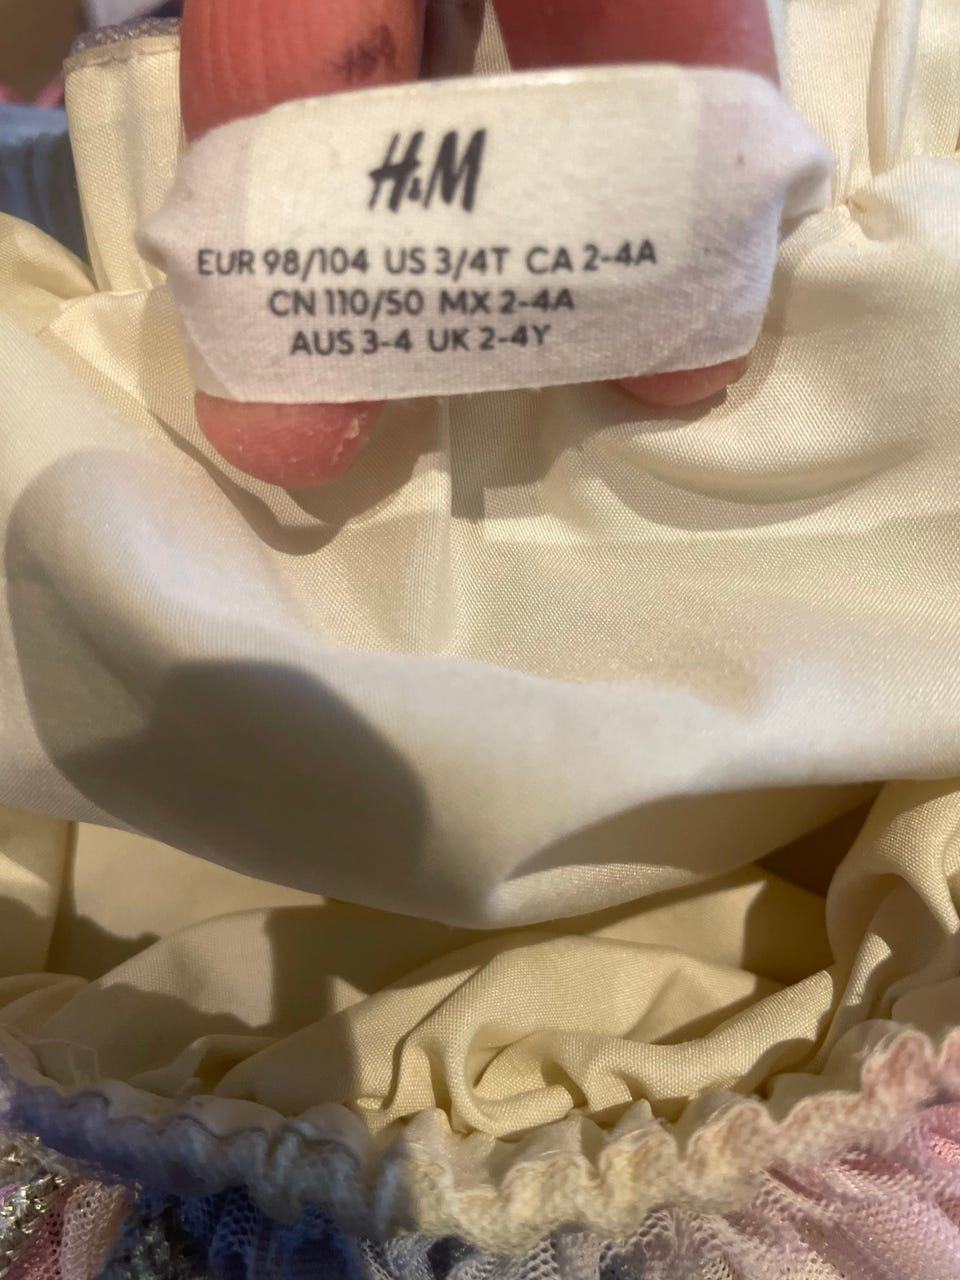 H&M
EUR 98/104 US 3/4T CA 2-4A
CN 110/50 MX 2-4A
AUS 3-4 UK 2-4Y